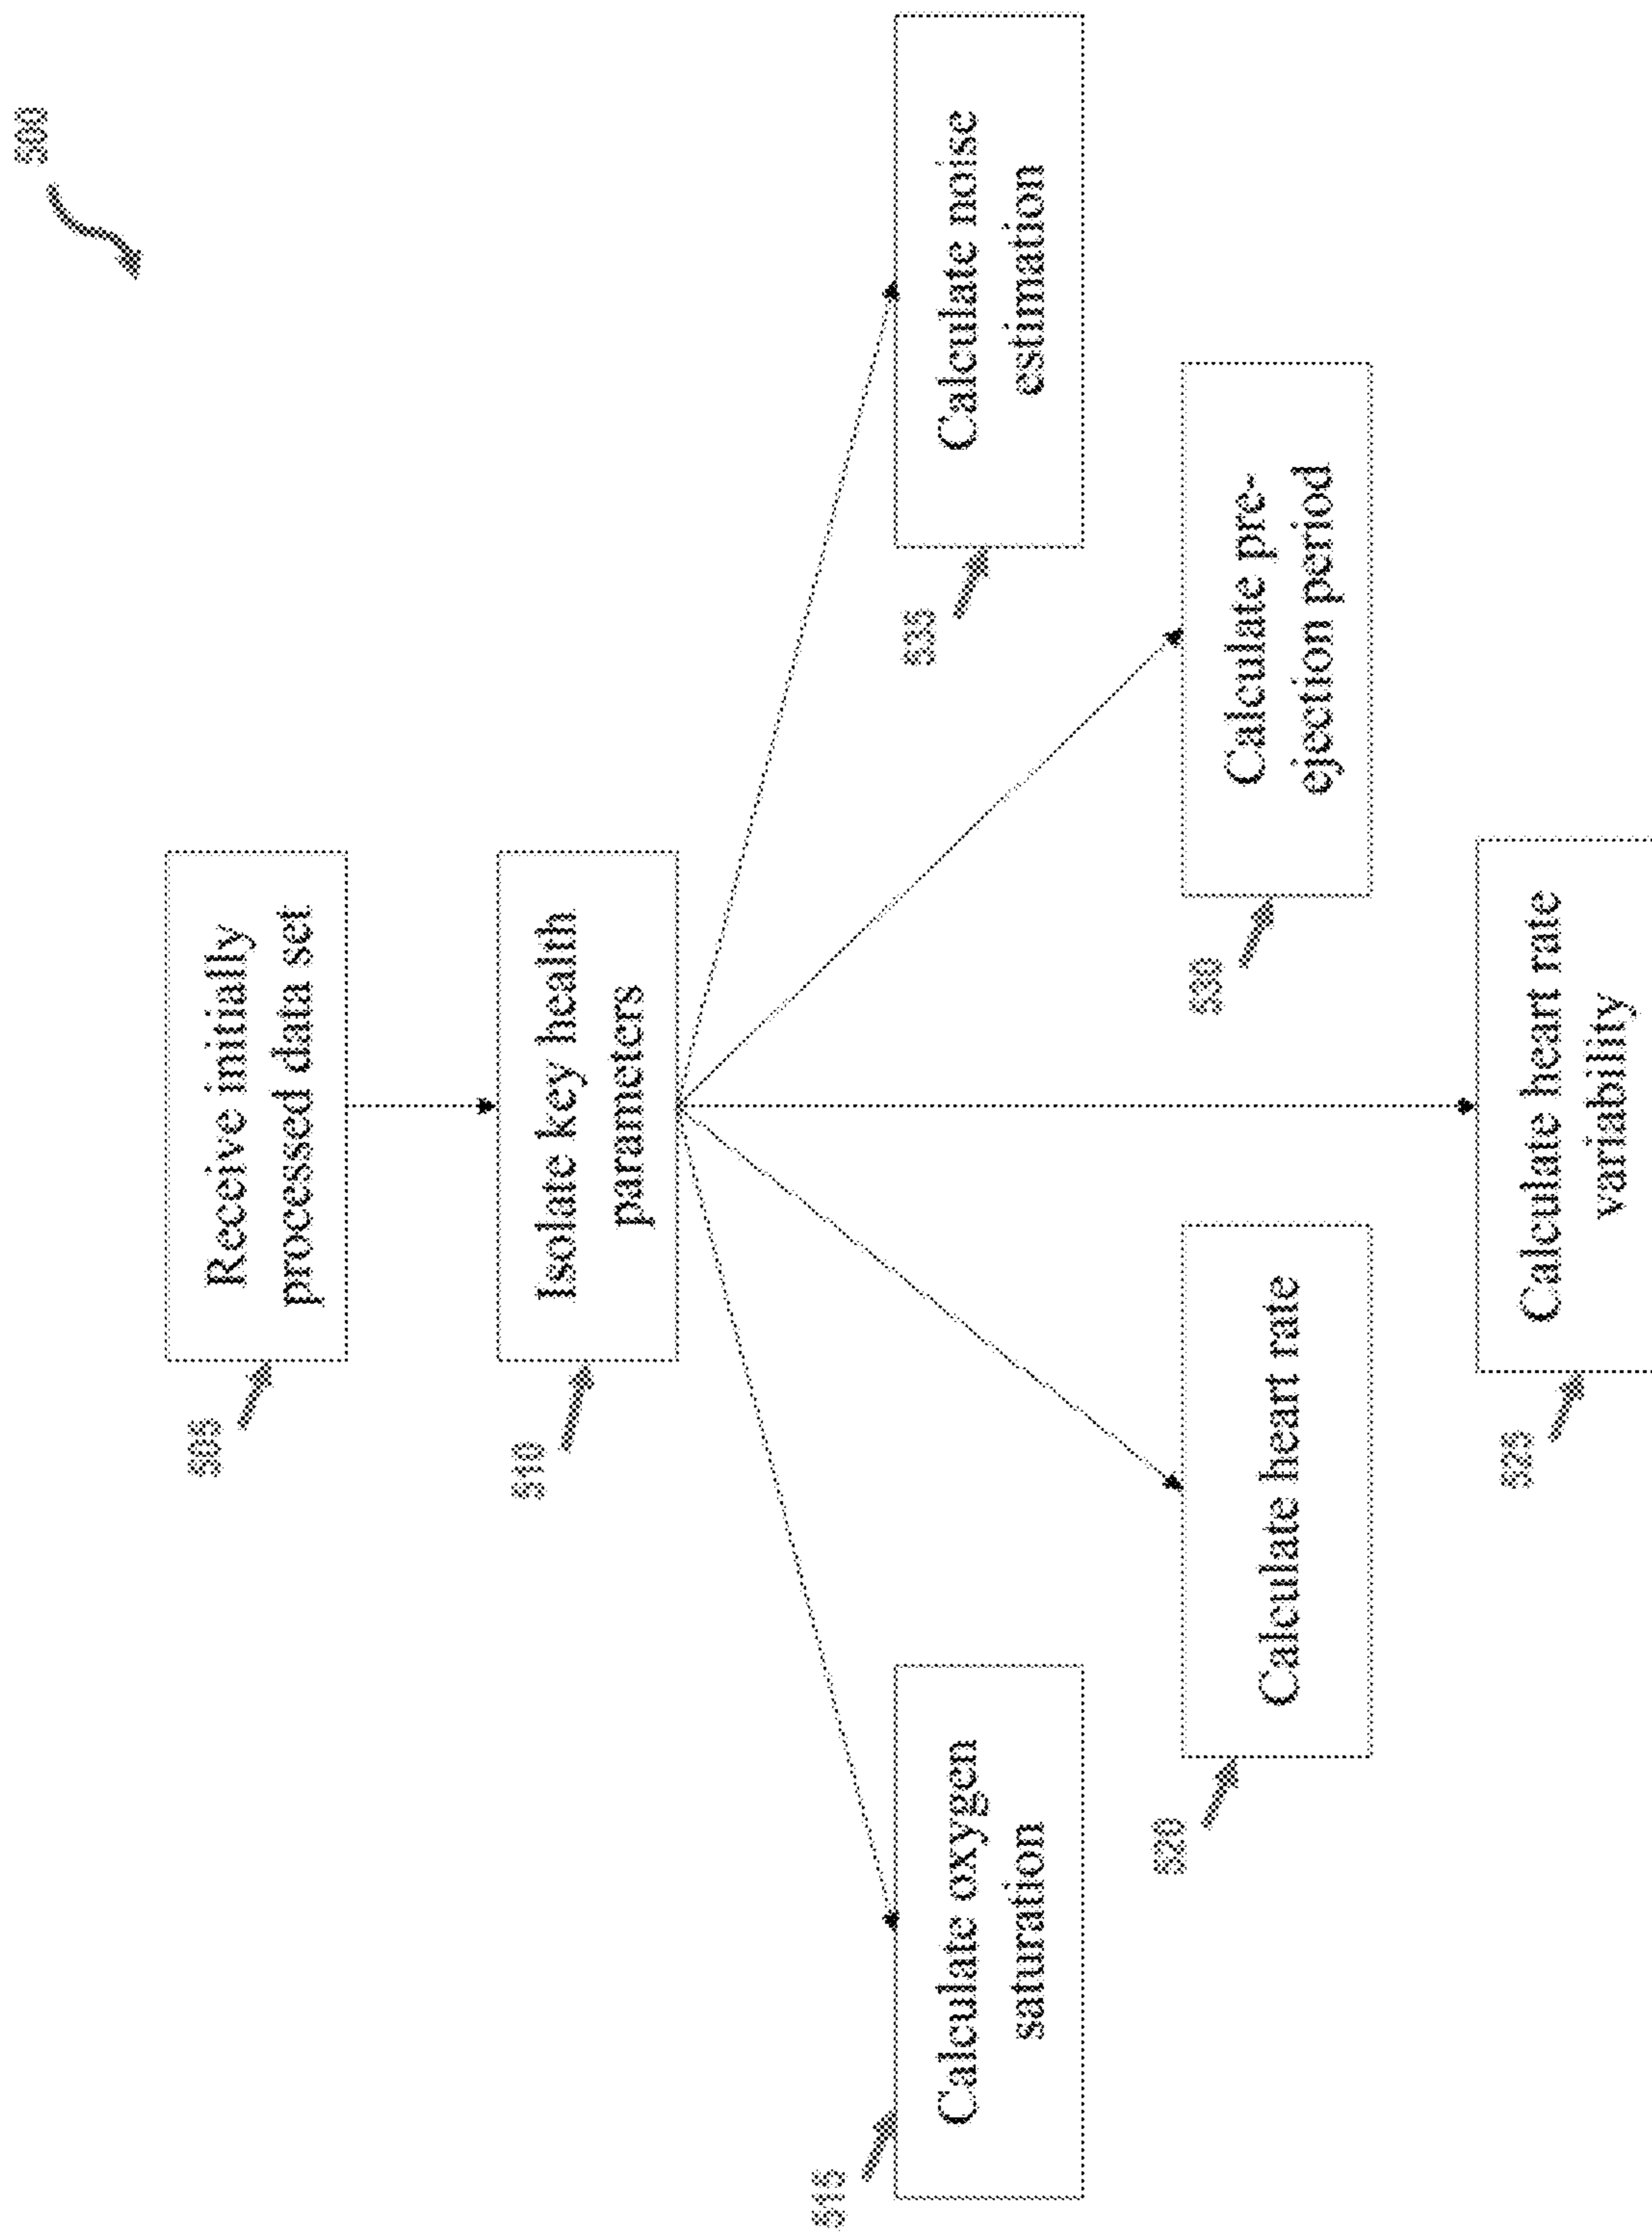 500
505
Receive initially
processed data set
510
Isolate key health
parameters
515
Calculate oxygen
saturation
520
Calculate heart rate
525
Calculate heart rate
variability
530
Calculate pre-
ejection period
535
Calculate noise
estimation